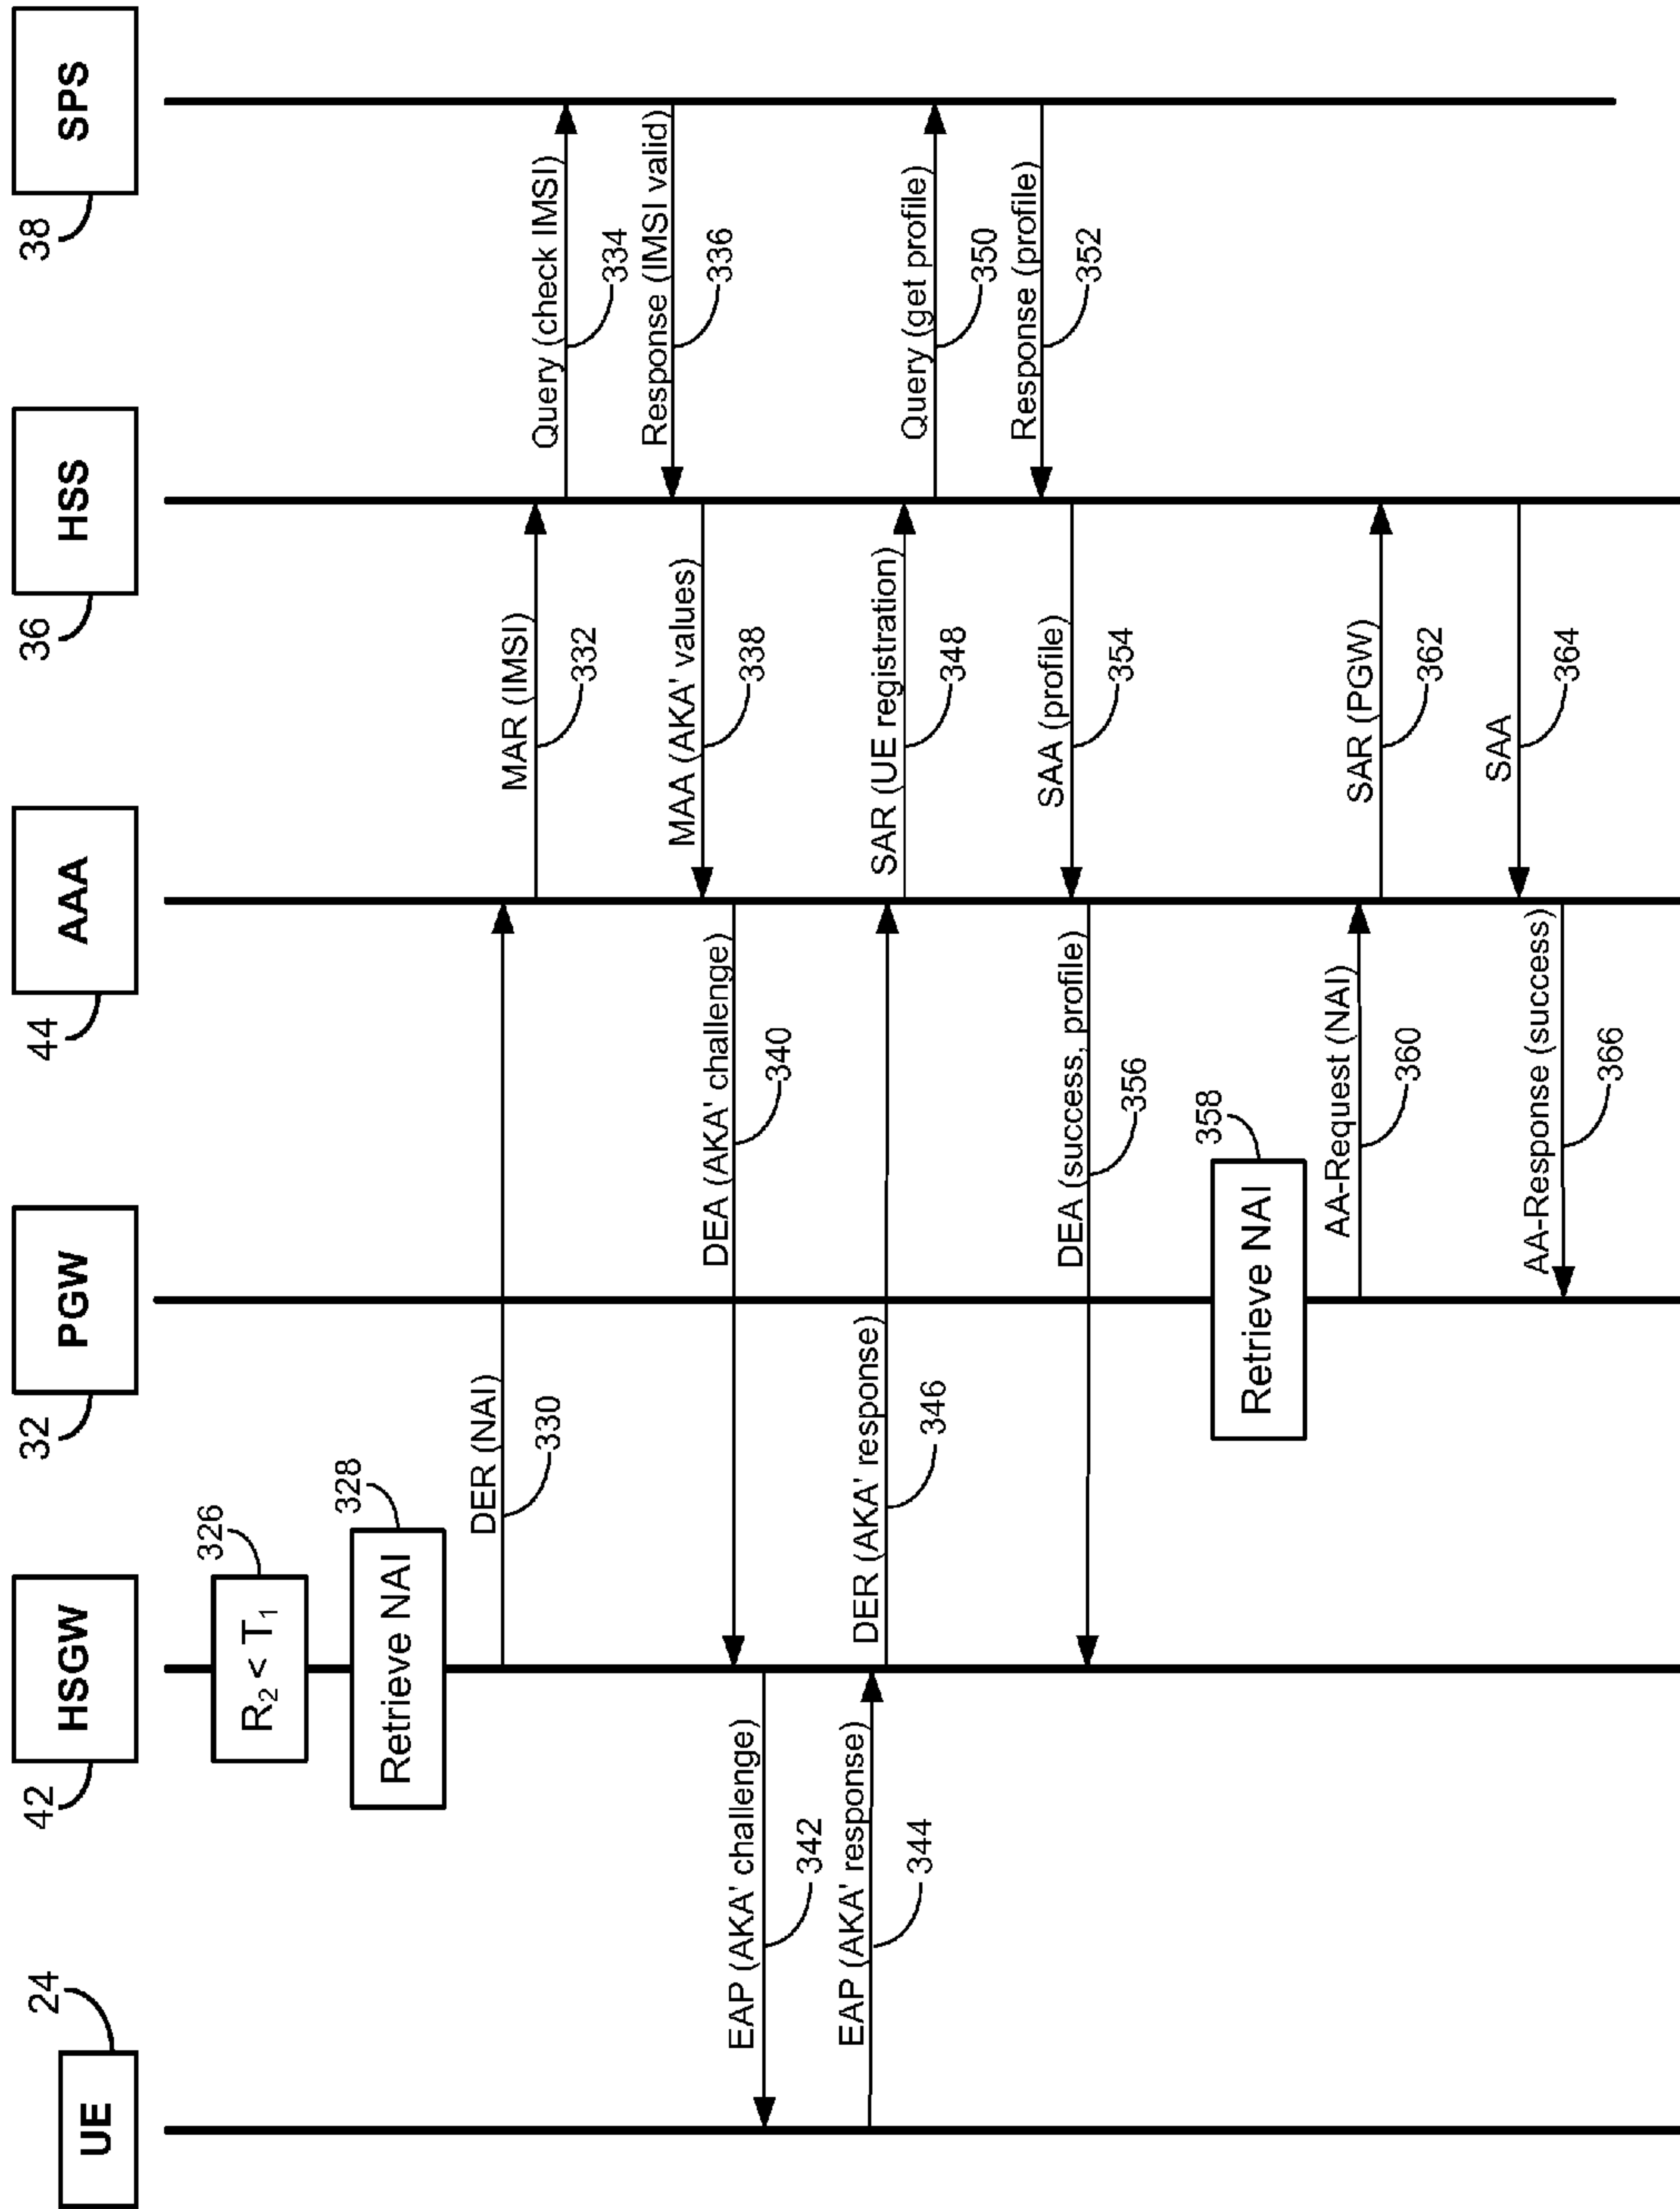 UE
24
HSGW
42
PGW
32
AAA
44
HSS
36
SPS
38
R2 < T1
326
Retrieve NAI
328
DER (NAI)
330
MAR (IMSI)
332
Query (check IMSI)
334
Response (IMSI valid)
336
MAA (AKA' values)
338
DEA (AKA' challenge)
340
EAP (AKA' challenge)
342
EAP (AKA' response)
344
DER (AKA' response)
346
SAR (UE registration)
348
Query (get profile)
350
Response (profile)
352
SAA (profile)
354
DEA (success, profile)
356
Retrieve NAI
358
AA-Request (NAI)
360
SAR (PGW)
362
SAA
364
AA-Response (success)
366